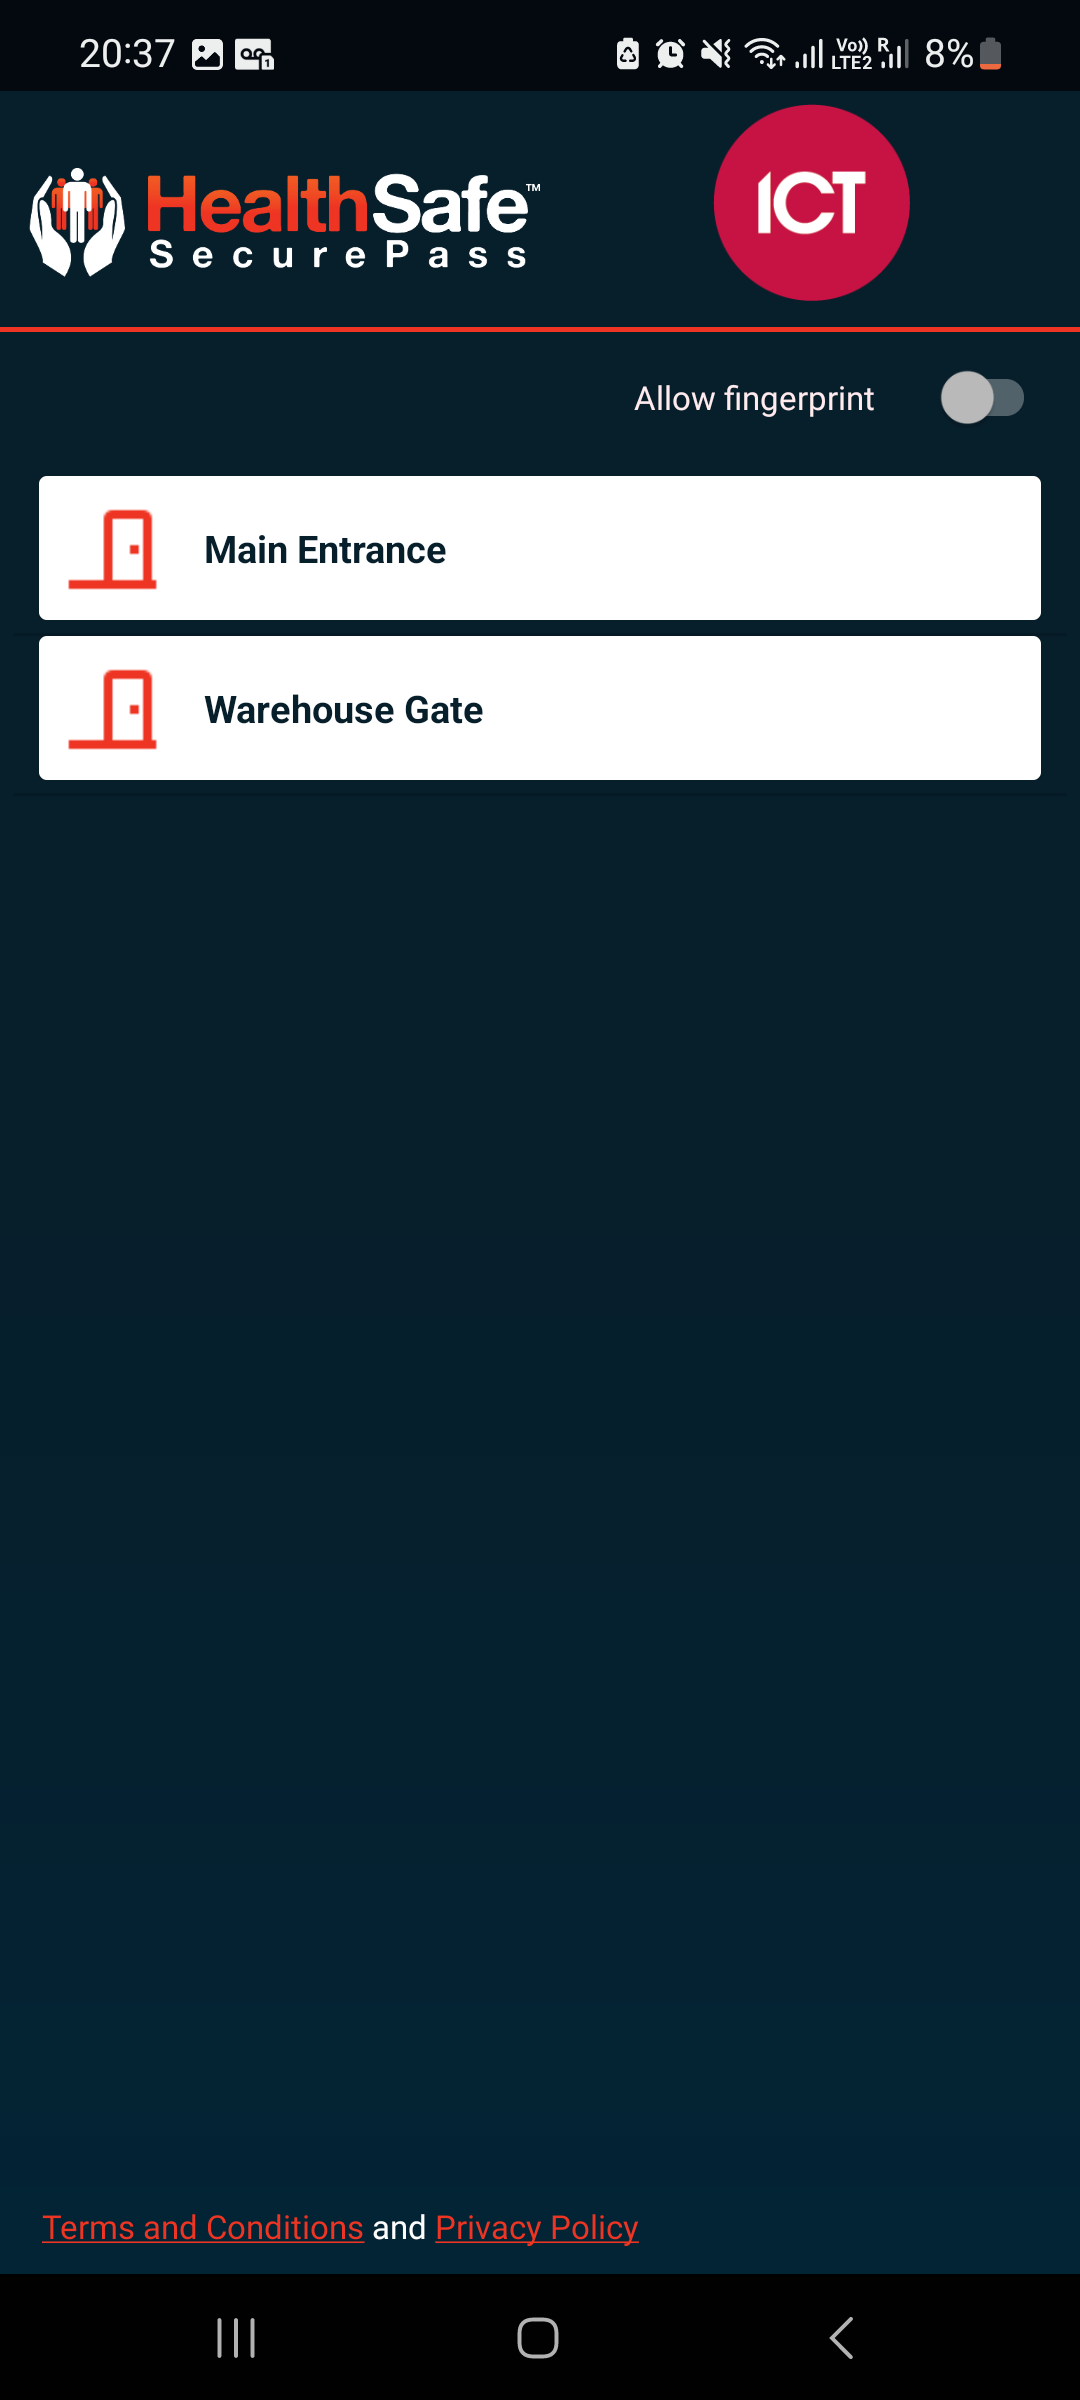 20:37 1 Vo)) LTE2 R 8%
HealthSafe™
SecurePass
ICT
Allow fingerprint
Main Entrance
Warehouse Gate
Terms and Conditions and Privacy Policy